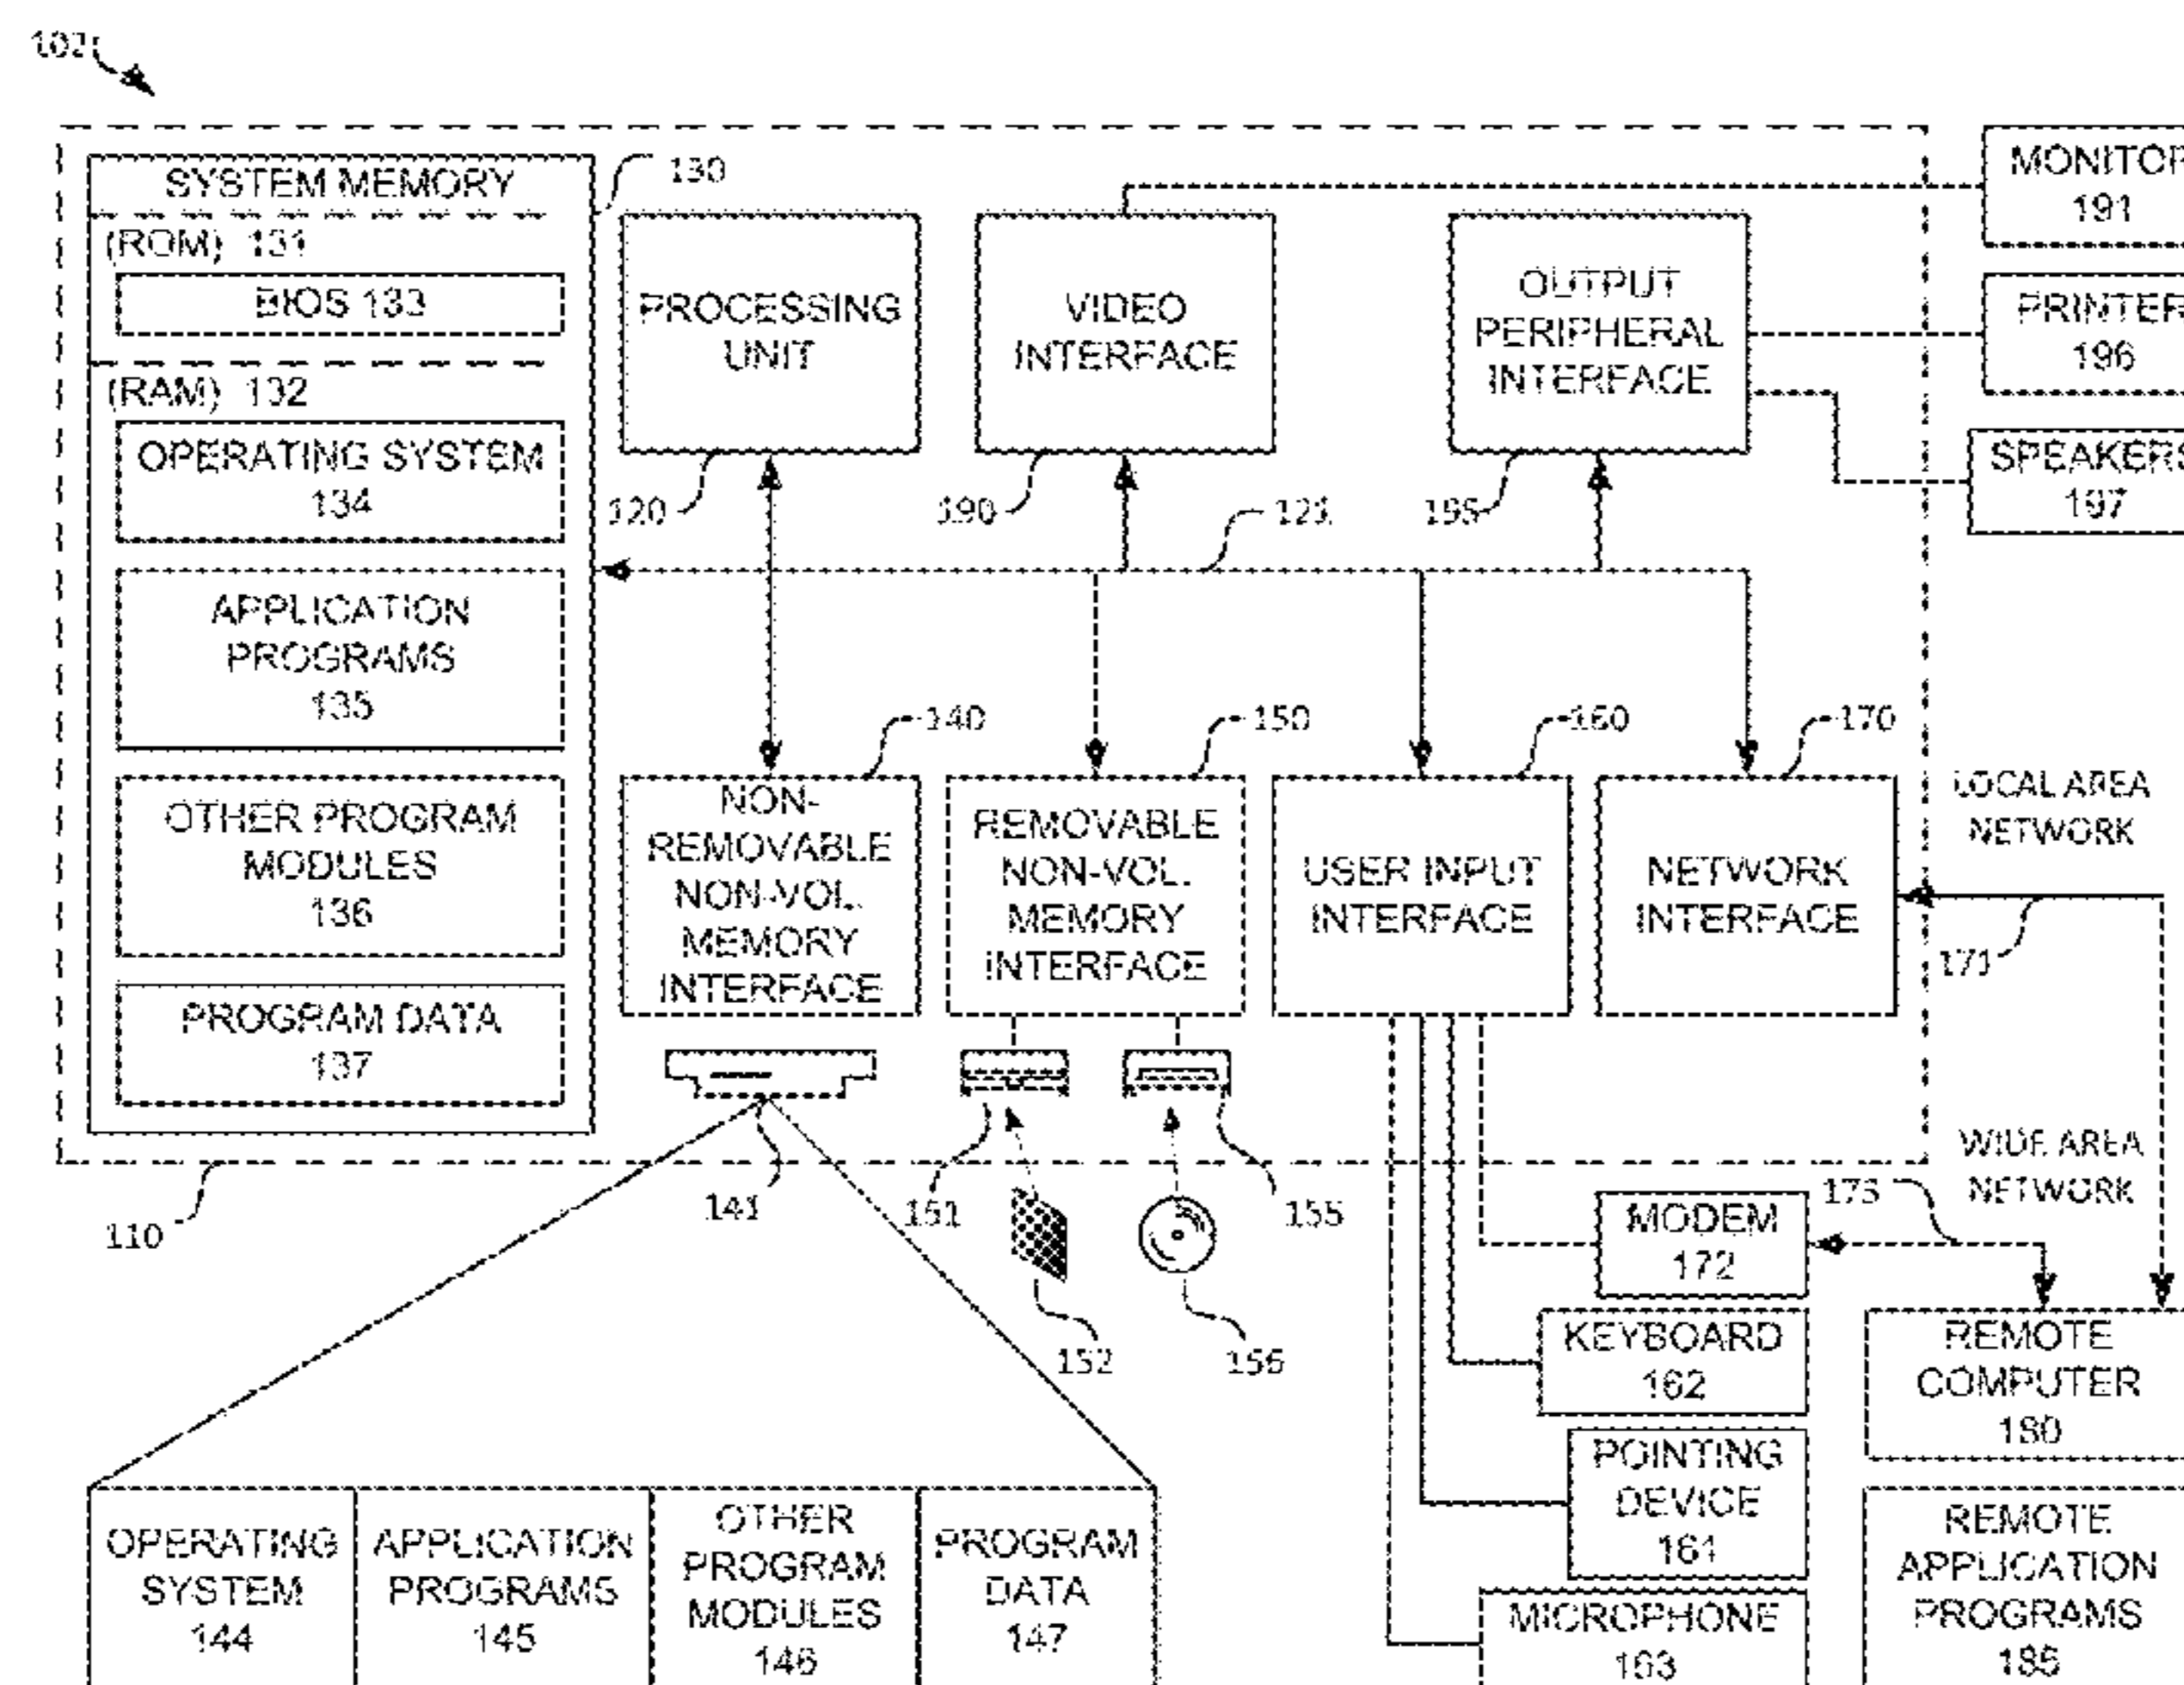 102
SYSTEM MEMORY
130
(ROM) 131
BIOS 133
(RAM) 132
OPERATING SYSTEM
134
APPLICATION
PROGRAMS
135
OTHER PROGRAM
MODULES
136
PROGRAM DATA
137
PROCESSING
UNIT
120
VIDEO
INTERFACE
190
121
OUTPUT
PERIPHERAL
INTERFACE
195
MONITOR
191
PRINTER
196
SPEAKERS
197
140
NON-
REMOVABLE
NON-VOL.
MEMORY
INTERFACE
150
REMOVABLE
NON-VOL.
MEMORY
INTERFACE
160
USER INPUT
INTERFACE
170
NETWORK
INTERFACE
LOCAL AREA
NETWORK
171
WIDE AREA
NETWORK
173
110
141
151
155
152
156
MODEM
172
KEYBOARD
162
POINTING
DEVICE
161
MICROPHONE
163
REMOTE
COMPUTER
180
REMOTE
APPLICATION
PROGRAMS
185
OPERATING
SYSTEM
144
APPLICATION
PROGRAMS
145
OTHER
PROGRAM
MODULES
146
PROGRAM
DATA
147